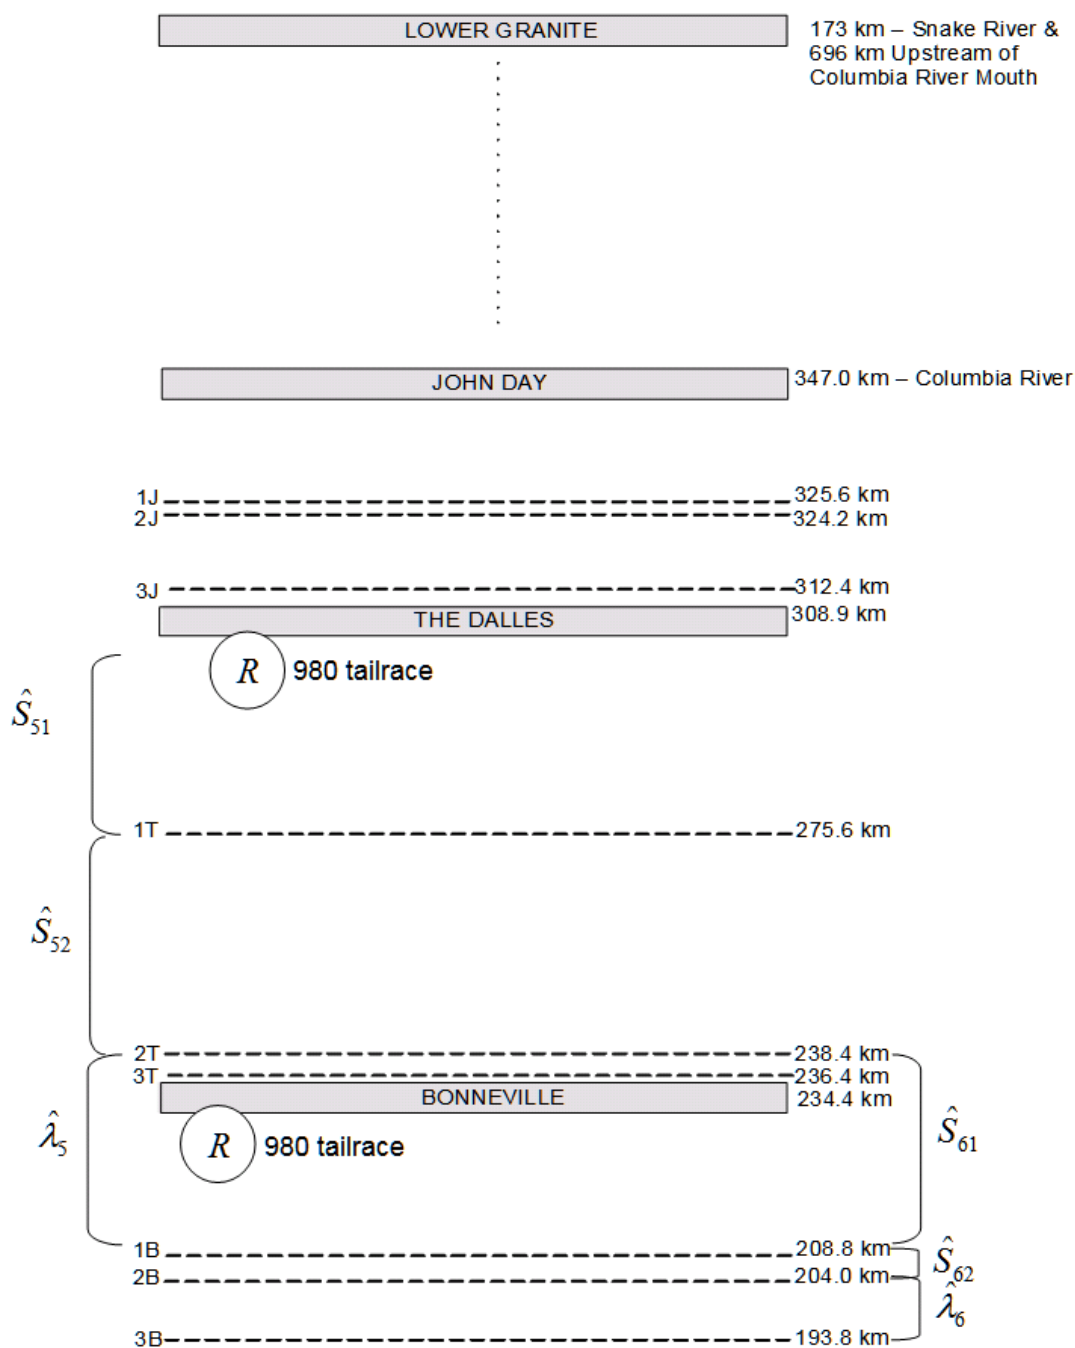 LOWER GRANITE
173 km – Snake River &
696 km Upstream of
Columbia River Mouth
JOHN DAY
347.0 km – Columbia River
1J
325.6 km
2J
324.2 km
3J
312.4 km
THE DALLES
308.9 km
R
980 tailrace
Ŝ51
1T
275.6 km
Ŝ52
2T
238.4 km
3T
236.4 km
BONNEVILLE
234.4 km
λ̂5
R
980 tailrace
Ŝ61
1B
208.8 km
Ŝ62
2B
204.0 km
λ̂6
3B
193.8 km